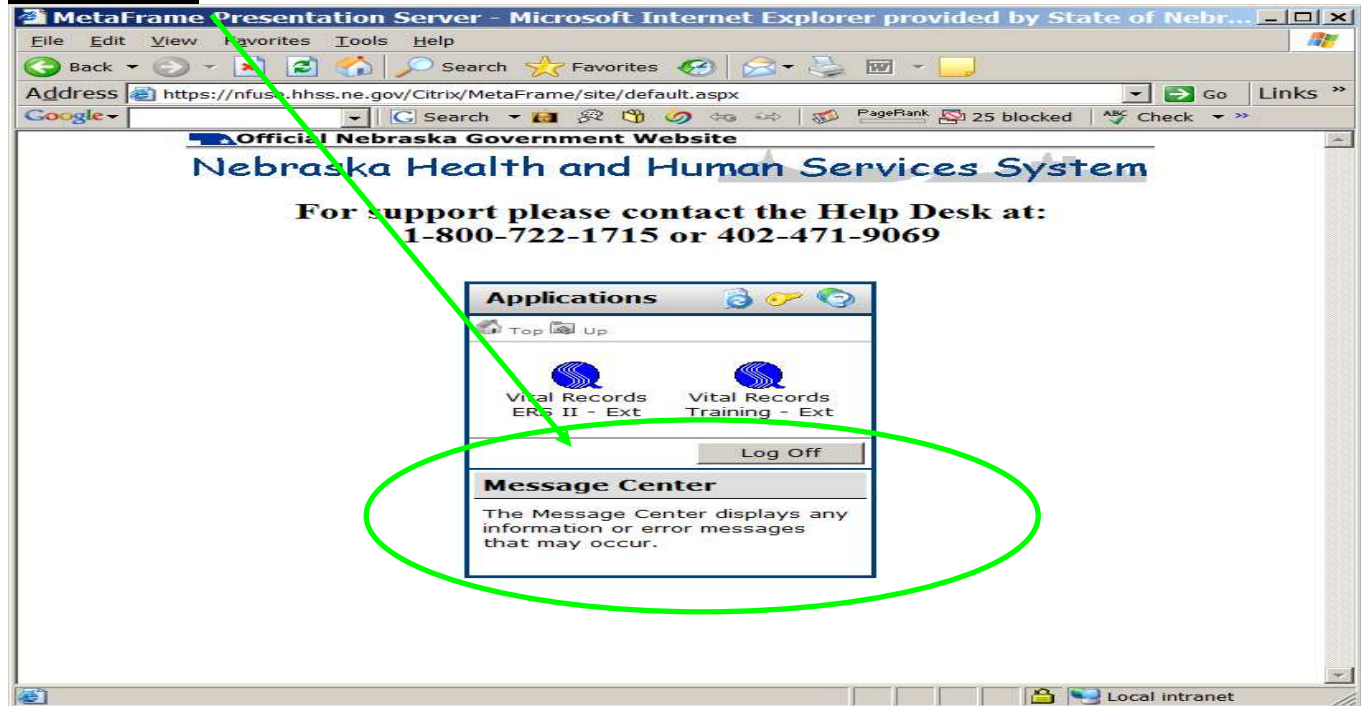 MetaFrame Presentation Server - Microsoft Internet Explorer provided by State of Nebr...
File Edit View Favorites Tools Help
Back Search Favorites
Address https://nfuse.hhss.ne.gov/Citrix/MetaFrame/site/default.aspx Go Links »
Google Search PageRank 25 blocked ABC Check »
Official Nebraska Government Website
Nebraska Health and Human Services System
For support please contact the Help Desk at:
1-800-722-1715 or 402-471-9069
Applications
Top Up
Vital Records Vital Records
ERS II - Ext Training - Ext
Log Off
Message Center
The Message Center displays any
information or error messages
that may occur.
Local intranet